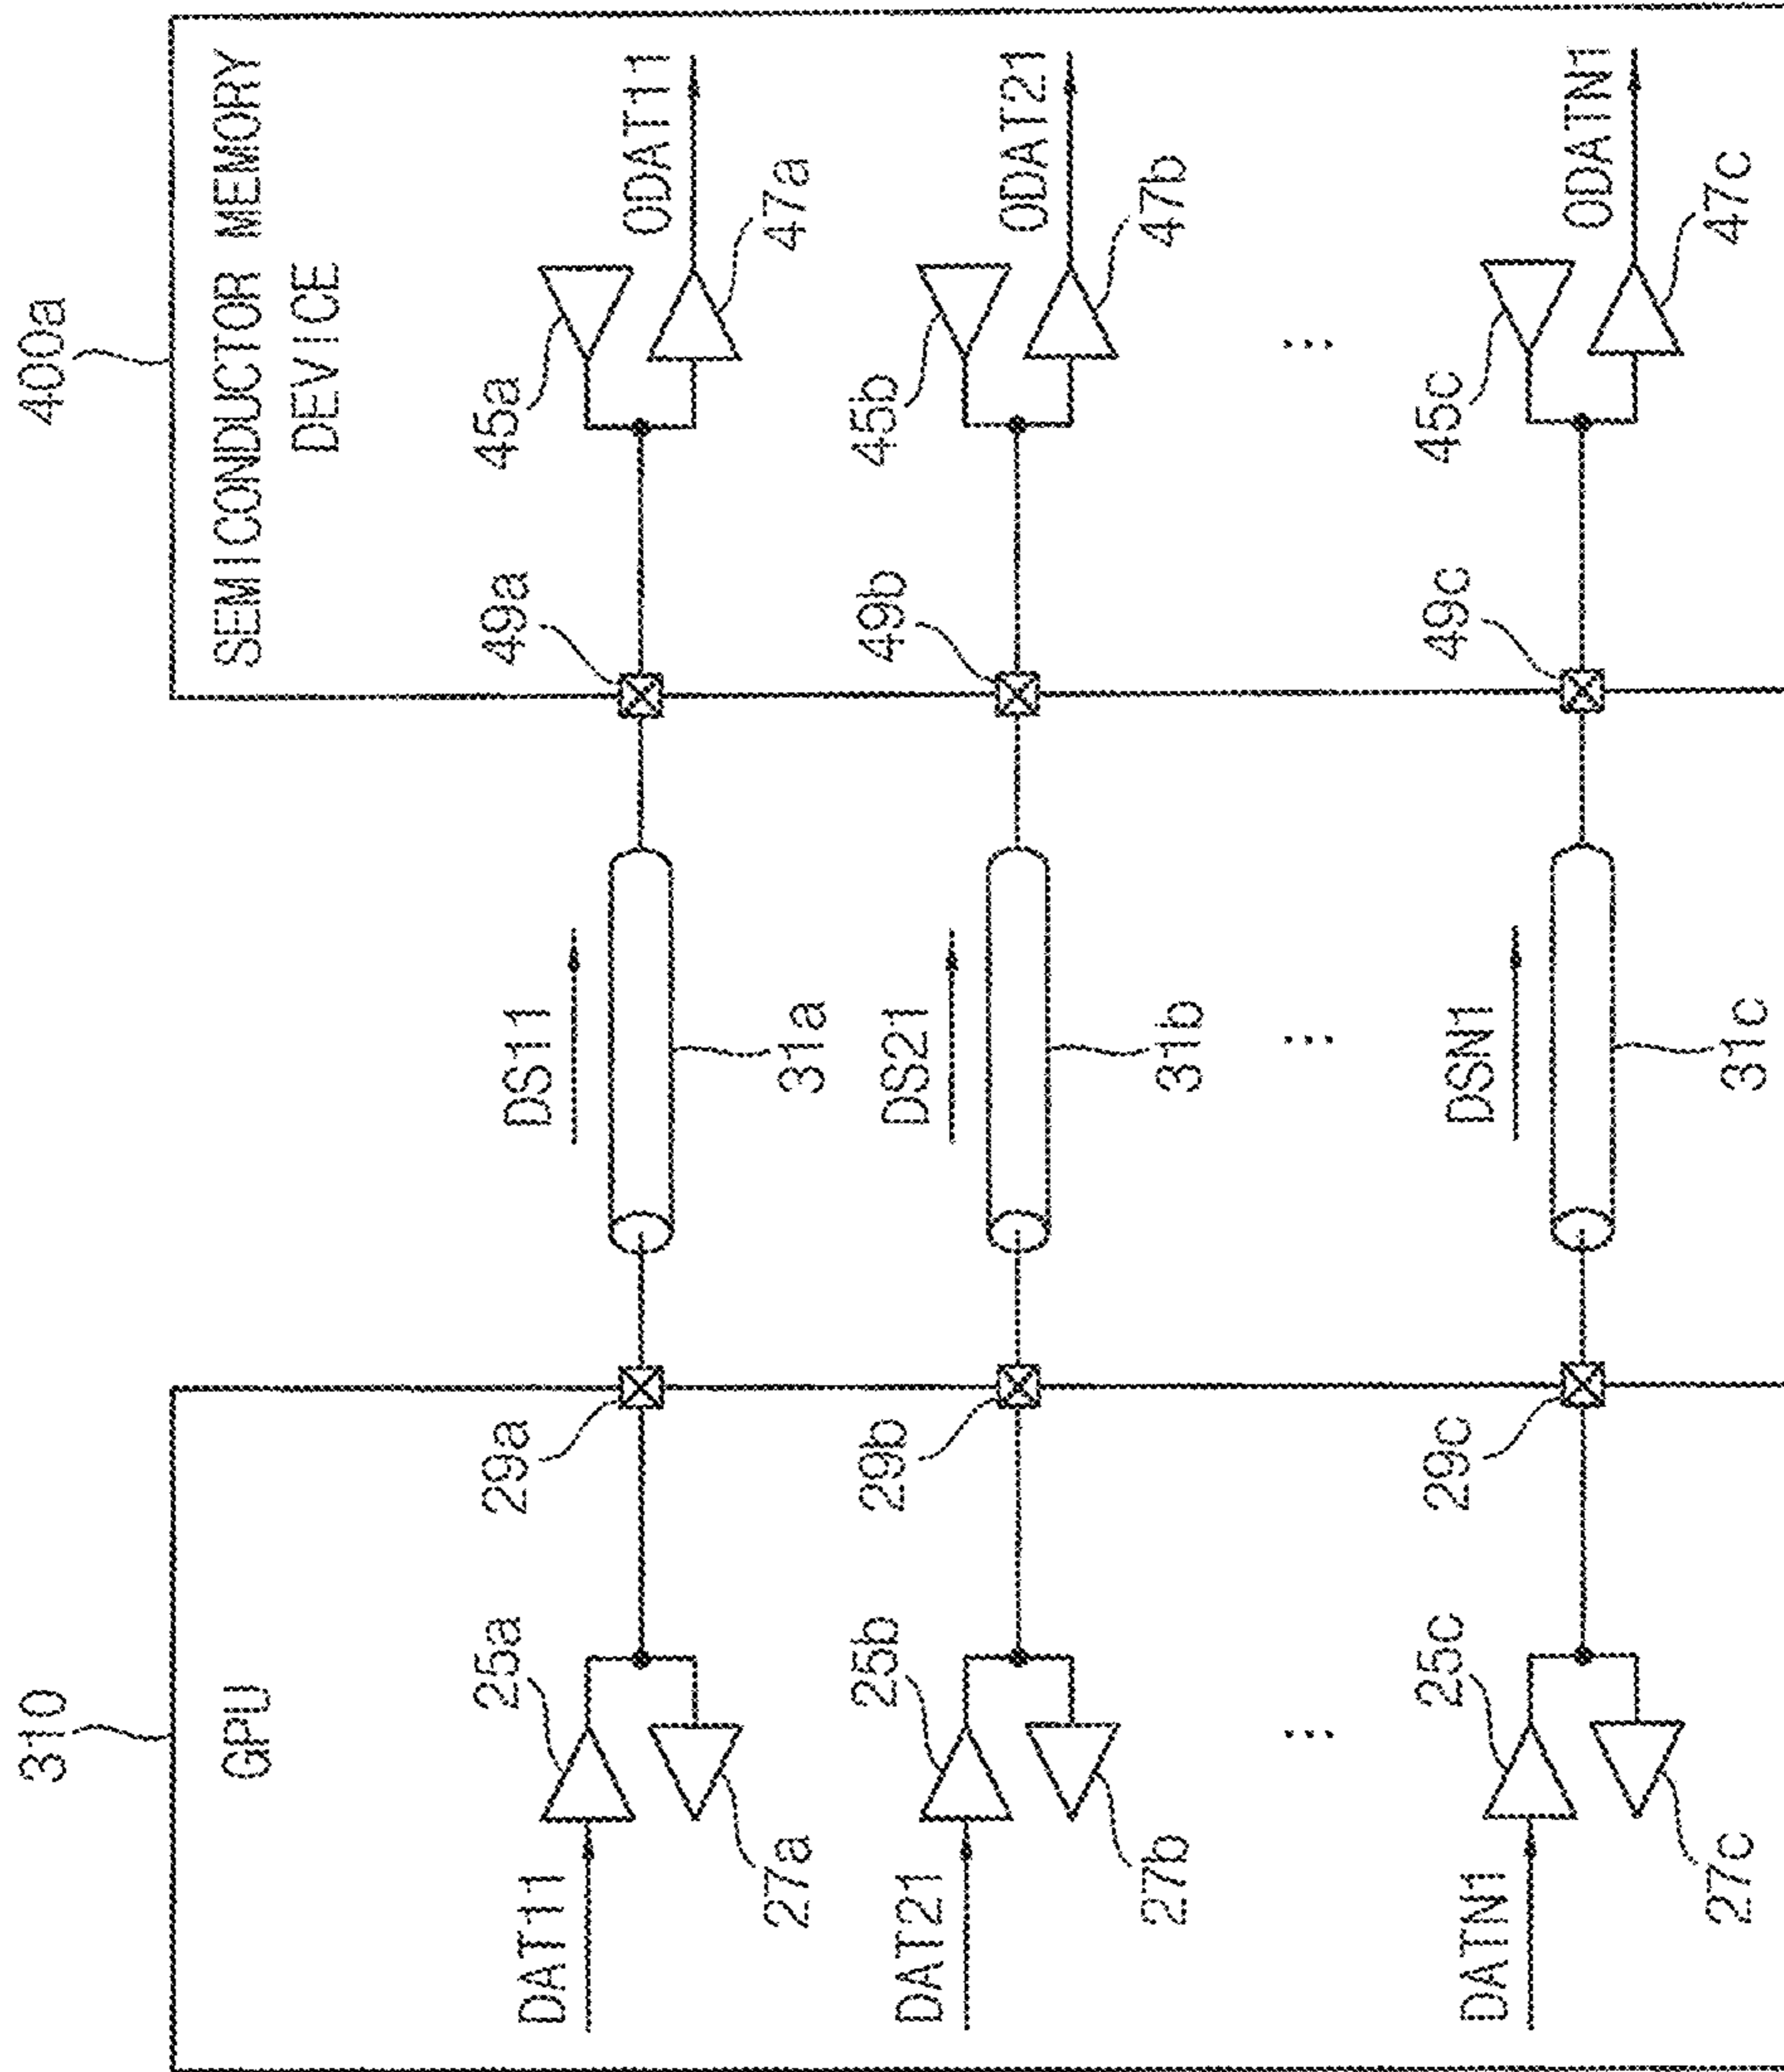 310
400a
GPU
SEMICONDUCTOR MEMORY
DEVICE
DAT11
25a
27a
29a
DS11
31a
49a
45a
47a
ODAT11
DAT21
25b
27b
29b
DS21
31b
49b
45b
47b
ODAT21
DATN1
25c
27c
29c
DSN1
31c
49c
45c
47c
ODATN1